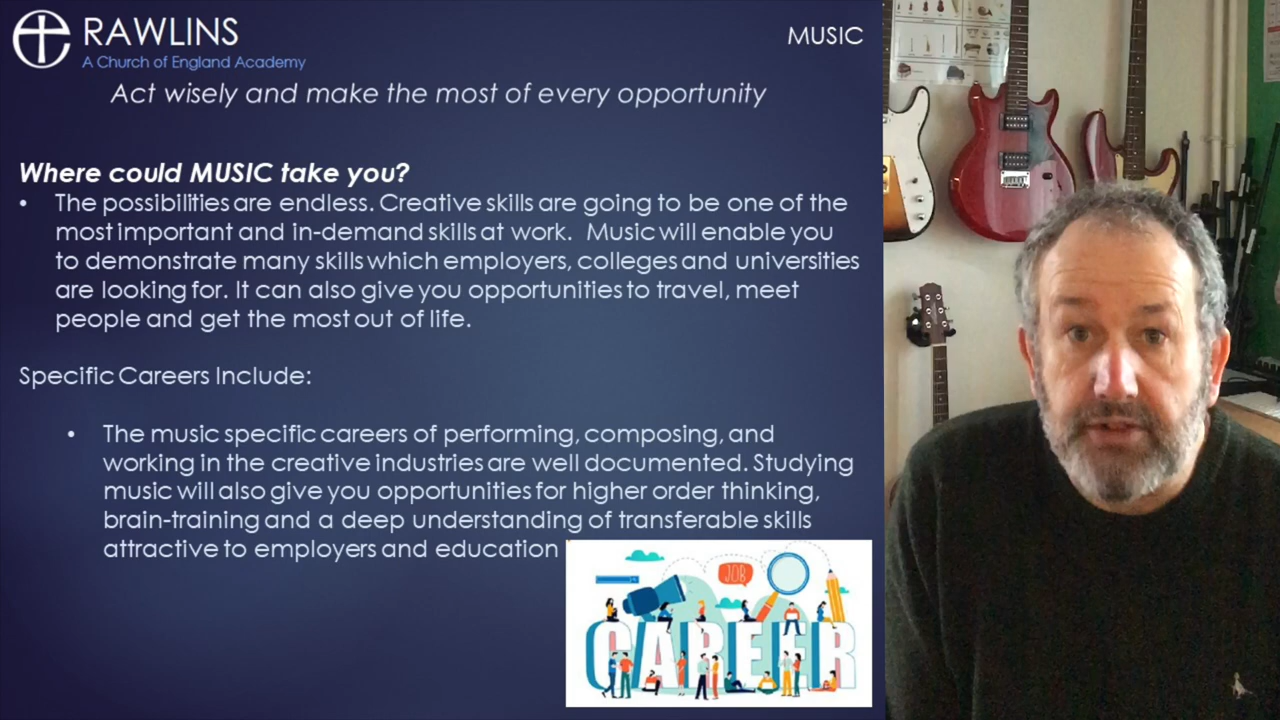 RAWLINS
A Church of England Academy
MUSIC
Act wisely and make the most of every opportunity
Where could MUSIC take you?
• The possibilities are endless. Creative skills are going to be one of the
most important and in-demand skills at work. Music will enable you
to demonstrate many skills which employers, colleges and universities
are looking for. It can also give you opportunities to travel, meet
people and get the most out of life.
Specific Careers Include:
• The music specific careers of performing, composing, and
working in the creative industries are well documented. Studying
music will also give you opportunities for higher order thinking,
brain-training and a deep understanding of transferable skills
attractive to employers and education
JOB
CAREER